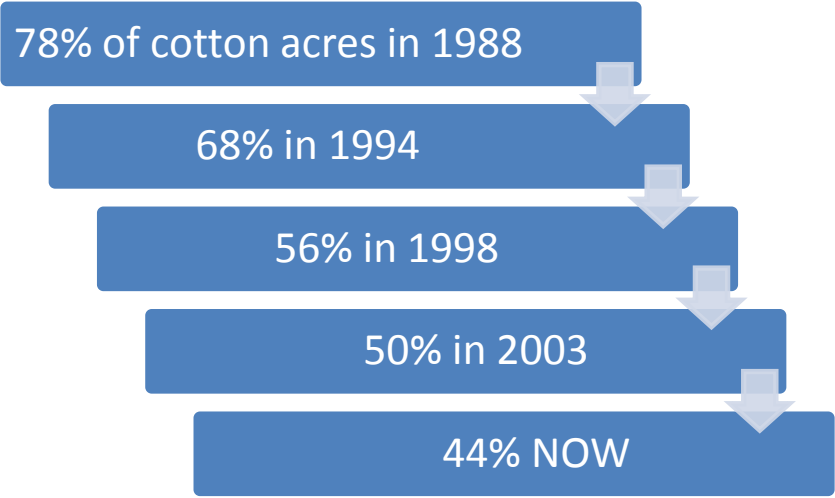 78% of cotton acres in 1988
68% in 1994
56% in 1998
50% in 2003
44% NOW